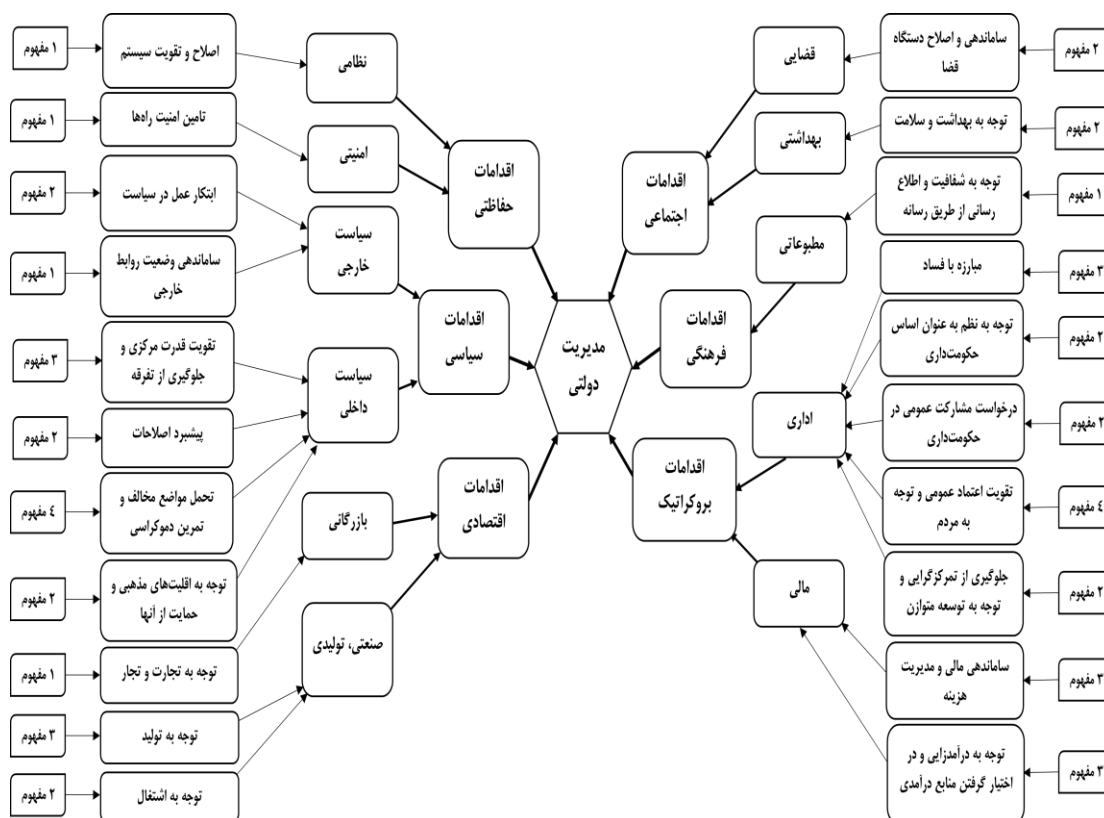 ۲ مفهوم
ساماندهی و اصلاح دستگاه
قضا
قضایی
۲ مفهوم
توجه به بهداشت و سلامت
بهداشتی
اقدامات
اجتماعی
۱ مفهوم
توجه به شفافیت و اطلاع
رسانی از طریق رسانه
مطبوعاتی
اقدامات
فرهنگی
۳ مفهوم
مبارزه با فساد
۲ مفهوم
توجه به نظم به عنوان اساس
حکومت‌داری
۲ مفهوم
درخواست مشارکت عمومی در
حکومت‌داری
اداری
٤ مفهوم
تقویت اعتماد عمومی و توجه
به مردم
۲ مفهوم
جلوگیری از تمرکزگرایی و
توجه به توسعه متوازن
اقدامات
بروکراتیک
۳ مفهوم
ساماندهی مالی و مدیریت
هزینه
مالی
۳ مفهوم
توجه به درآمدزایی و در
اختیار گرفتن منابع درآمدی
مدیریت
دولتی
اقدامات
حفاظتی
نظامی
اصلاح و تقویت سیستم
۱ مفهوم
امنیتی
تامین امنیت راه‌ها
۱ مفهوم
اقدامات
سیاسی
سیاست
خارجی
ابتکار عمل در سیاست
۲ مفهوم
ساماندهی وضعیت روابط
خارجی
۱ مفهوم
سیاست
داخلی
تقویت قدرت مرکزی و
جلوگیری از تفرقه
۳ مفهوم
پیشبرد اصلاحات
۲ مفهوم
تحمل مواضع مخالف و
تمرین دموکراسی
٤ مفهوم
توجه به اقلیت‌های مذهبی و
حمایت از آنها
۲ مفهوم
اقدامات
اقتصادی
بازرگانی
توجه به تجارت و تجار
۱ مفهوم
صنعتی، تولیدی
توجه به تولید
۳ مفهوم
توجه به اشتغال
۲ مفهوم